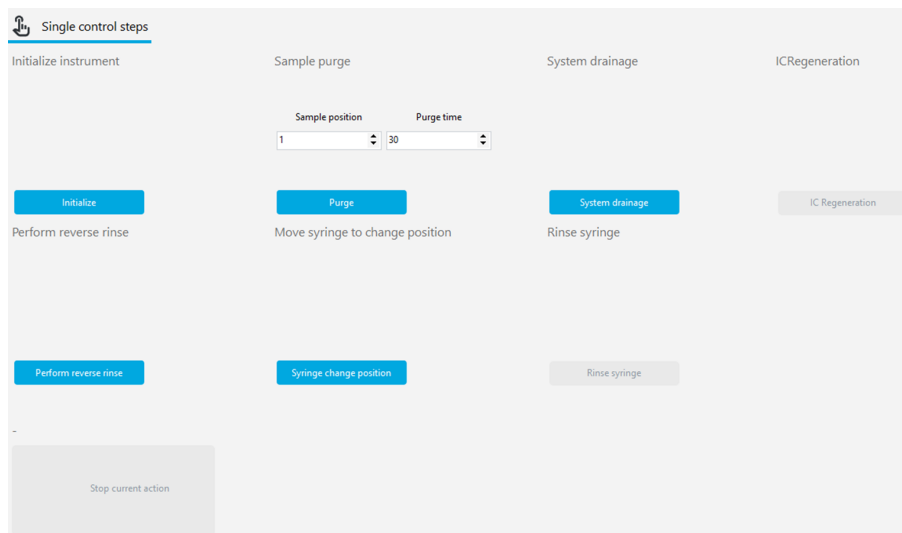 Single control steps
Initialize instrument
Sample purge
System drainage
ICRegeneration
Sample position
Purge time
1
30
Initialize
Purge
System drainage
IC Regeneration
Perform reverse rinse
Move syringe to change position
Rinse syringe
Perform reverse rinse
Syringe change position
Rinse syringe
-
Stop current action